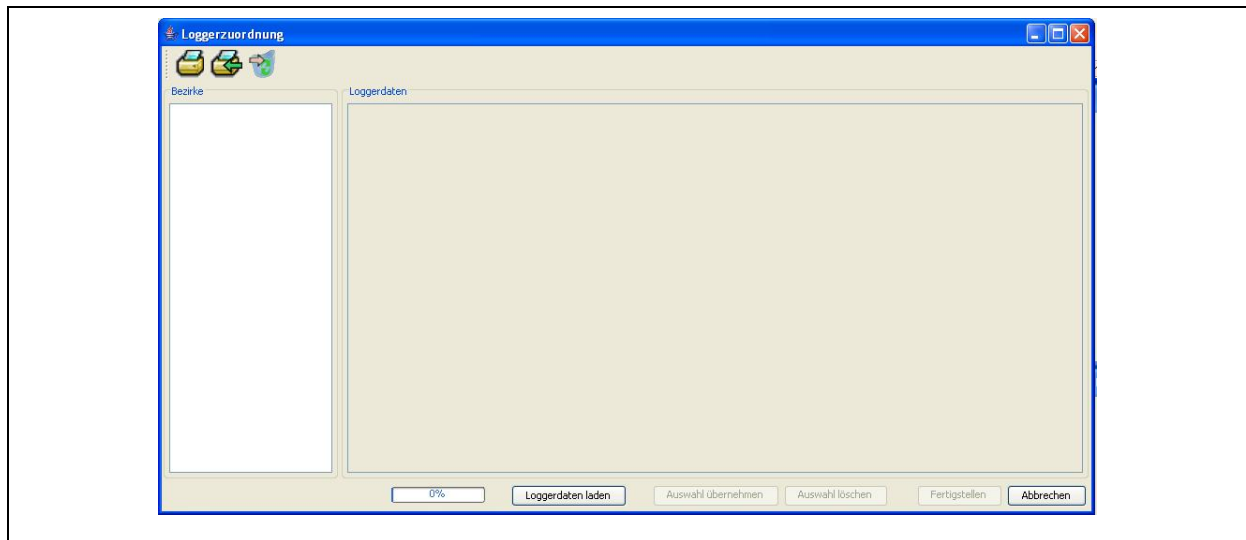 Loggerzuordnung
Bezirke
Loggerdaten
0%
Loggerdaten laden
Auswahl übernehmen
Auswahl löschen
Fertigstellen
Abbrechen